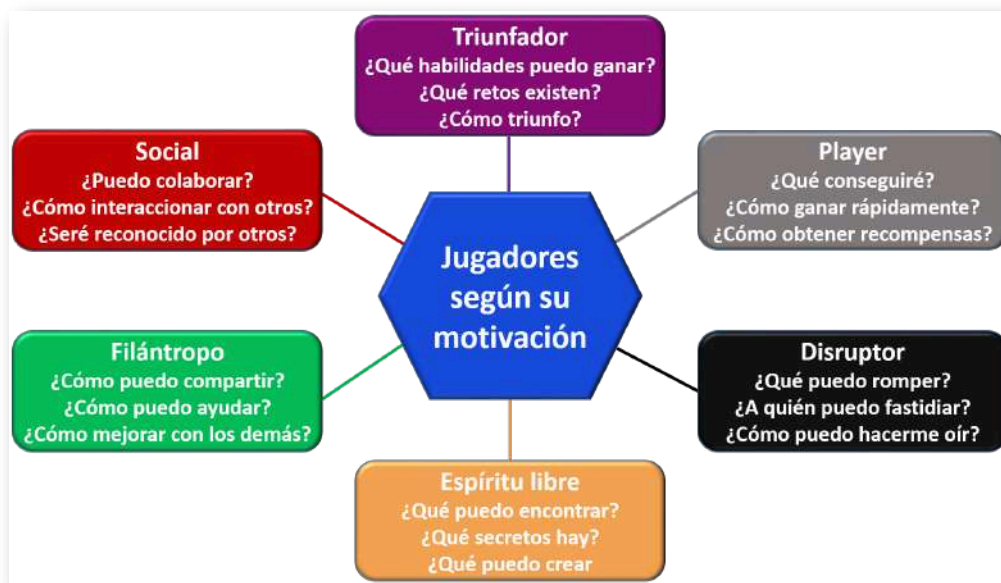 Triunfador
¿Qué habilidades puedo ganar?
¿Qué retos existen?
¿Cómo triunfo?
Social
¿Puedo colaborar?
¿Cómo interaccionar con otros?
¿Seré reconocido por otros?
Player
¿Qué conseguiré?
¿Cómo ganar rápidamente?
¿Cómo obtener recompensas?
Jugadores
según su
motivación
Filántropo
¿Cómo puedo compartir?
¿Cómo puedo ayudar?
¿Cómo mejorar con los demás?
Disruptor
¿Qué puedo romper?
¿A quién puedo fastidiar?
¿Cómo puedo hacerme oír?
Espíritu libre
¿Qué puedo encontrar?
¿Qué secretos hay?
¿Qué puedo crear